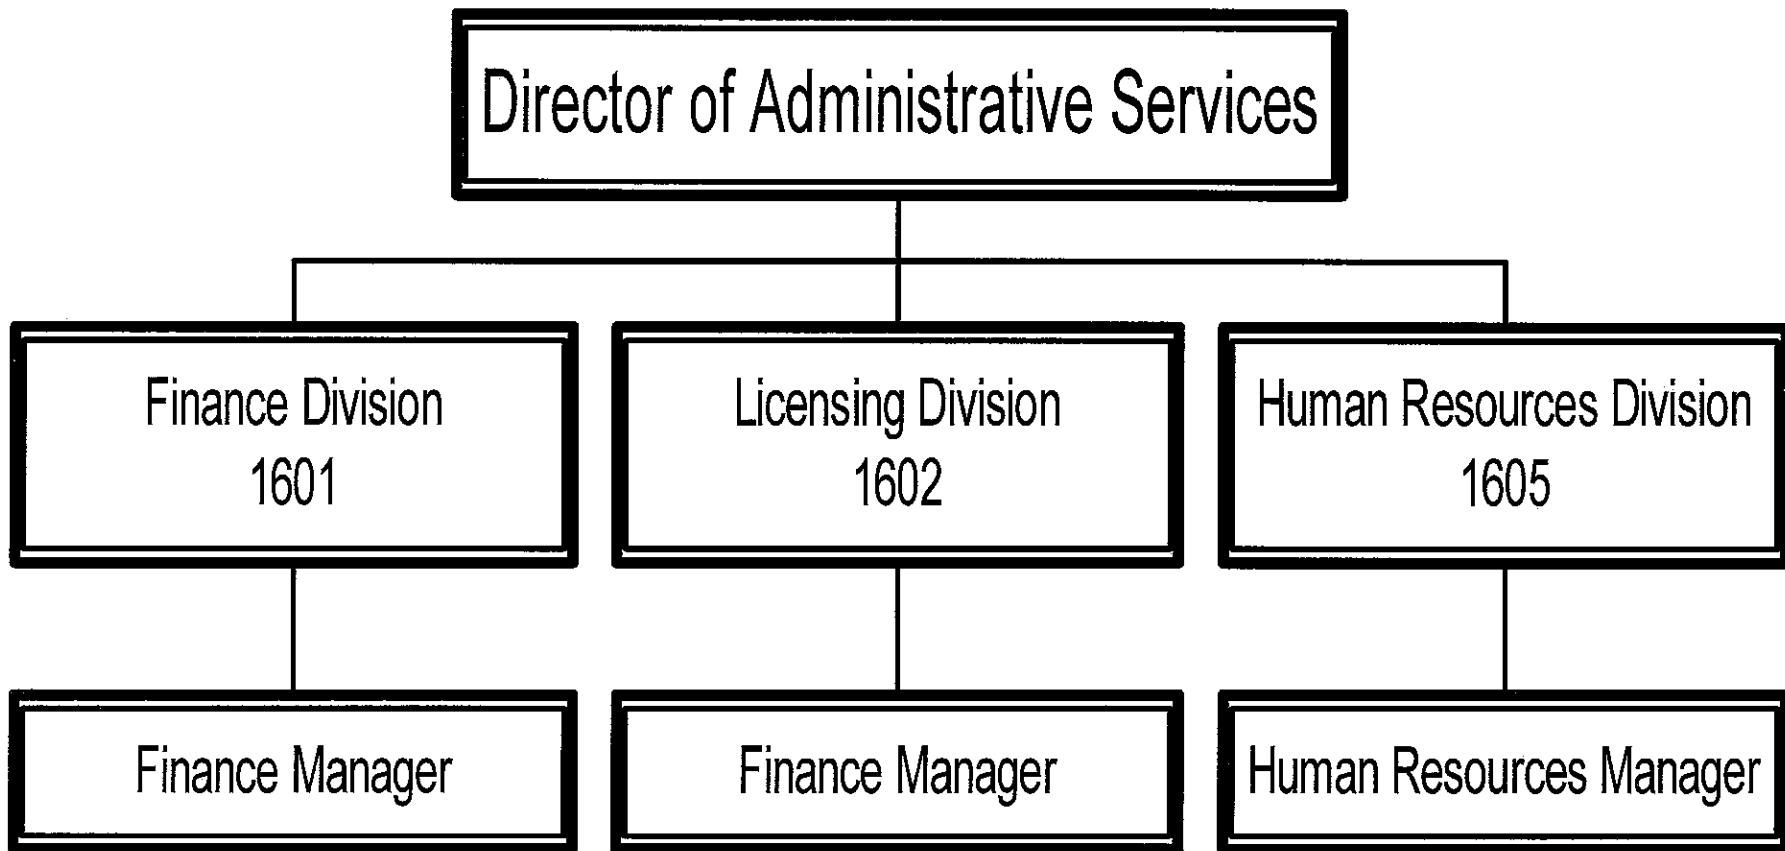 Director of Administrative Services
Finance Division
1601
Licensing Division
1602
Human Resources Division
1605
Finance Manager
Finance Manager
Human Resources Manager